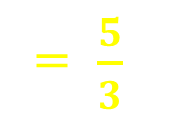 = 5/3